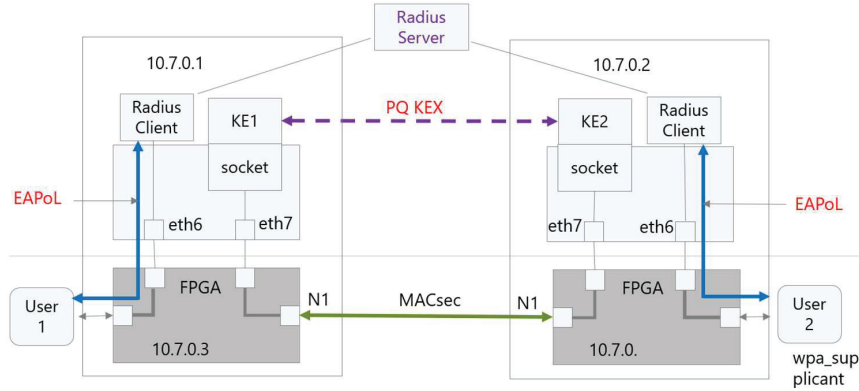 Radius
Server
10.7.0.1
10.7.0.2
Radius
Client
KE1
PQ KEX
KE2
Radius
Client
socket
socket
EAPoL
EAPoL
eth6
eth7
eth7
eth6
FPGA
FPGA
User
1
N1
MACsec
N1
User
2
10.7.0.3
10.7.0.
wpa_sup
plicant